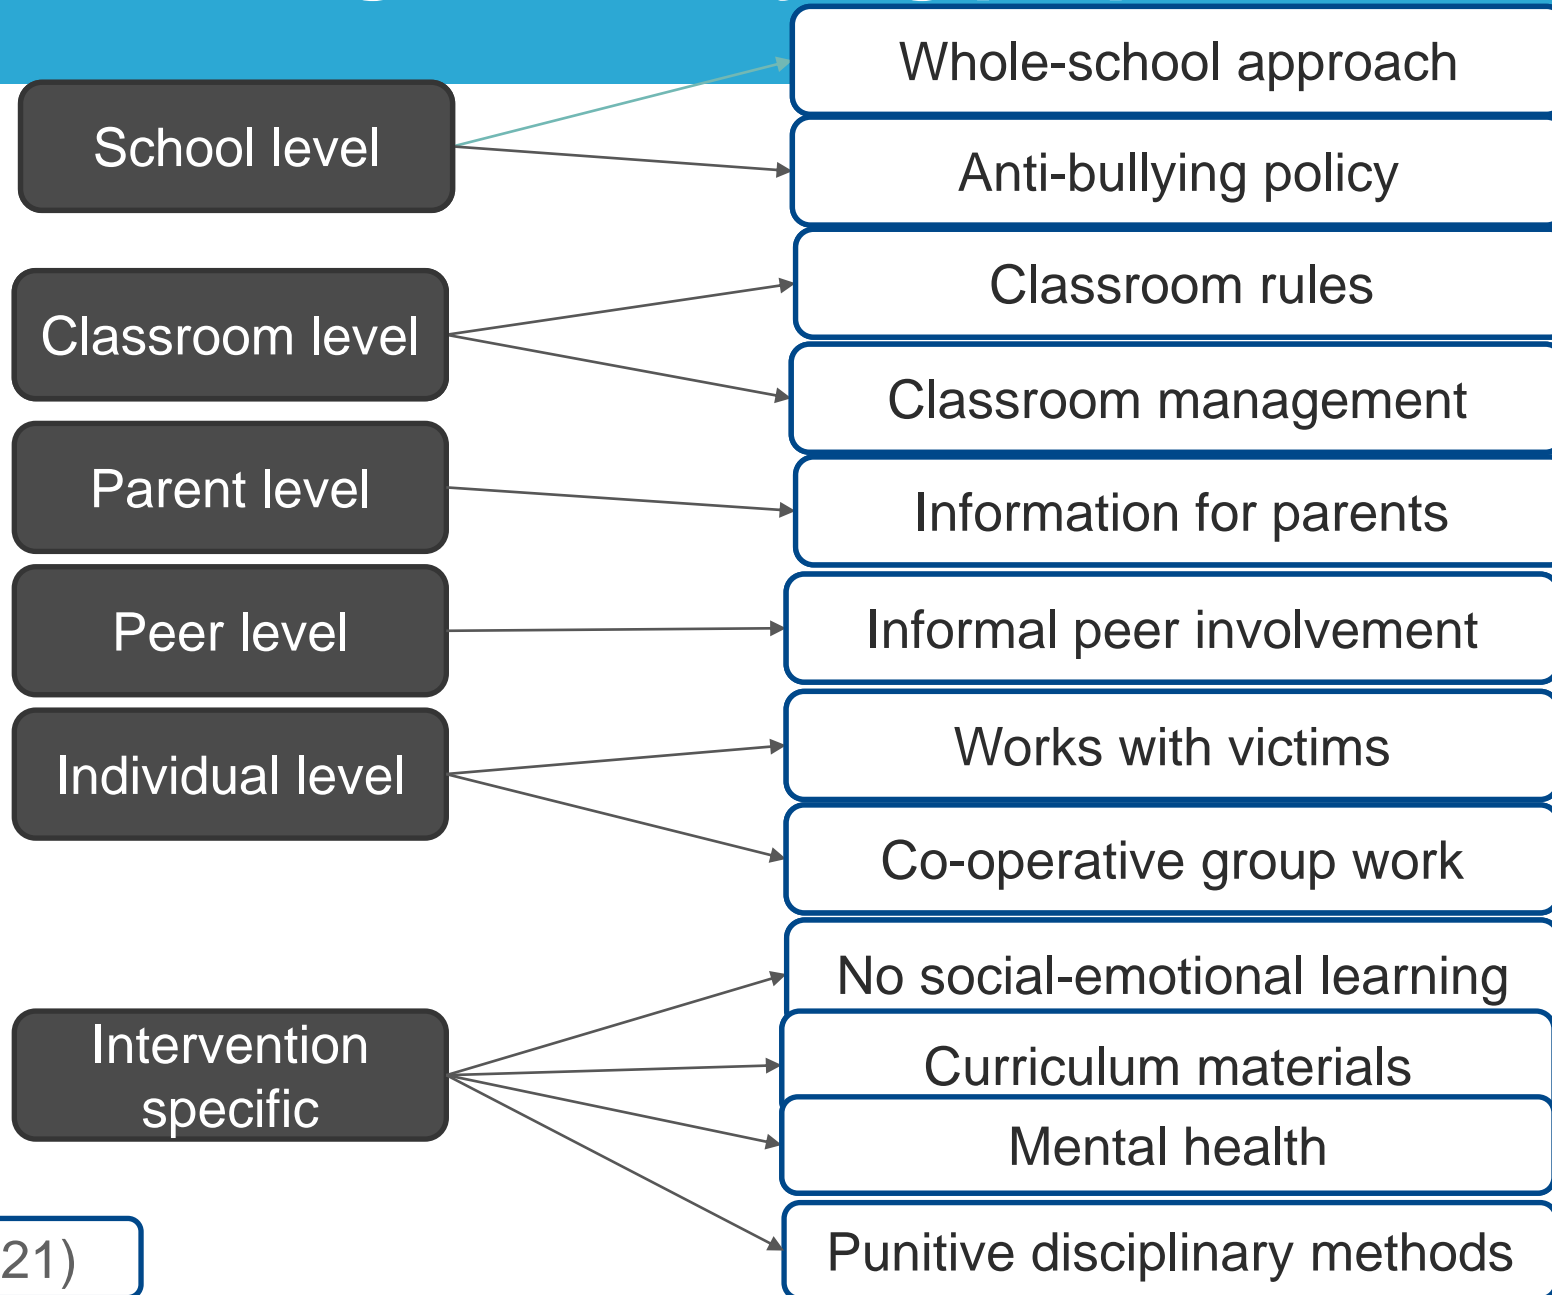 School level
Whole-school approach
Anti-bullying policy
Classroom level
Classroom rules
Classroom management
Parent level
Information for parents
Peer level
Informal peer involvement
Individual level
Works with victims
Co-operative group work
Intervention
specific
No social-emotional learning
Curriculum materials
Mental health
Punitive disciplinary methods
21)